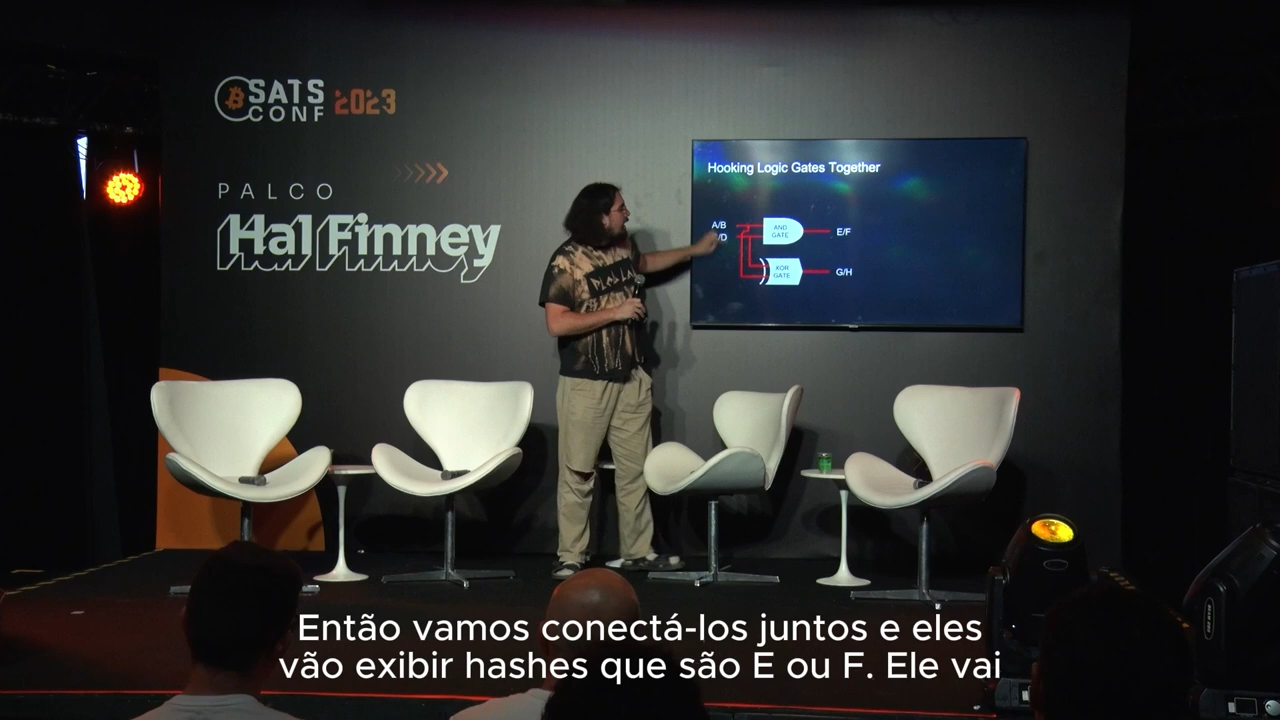 SATS
CONF 2023
PALCO
Hal Finney
Hooking Logic Gates Together
A/B
/D
AND
GATE
E/F
XOR
GATE
G/H
Então vamos conectá-los juntos e eles
vão exibir hashes que são E ou F. Ele vai